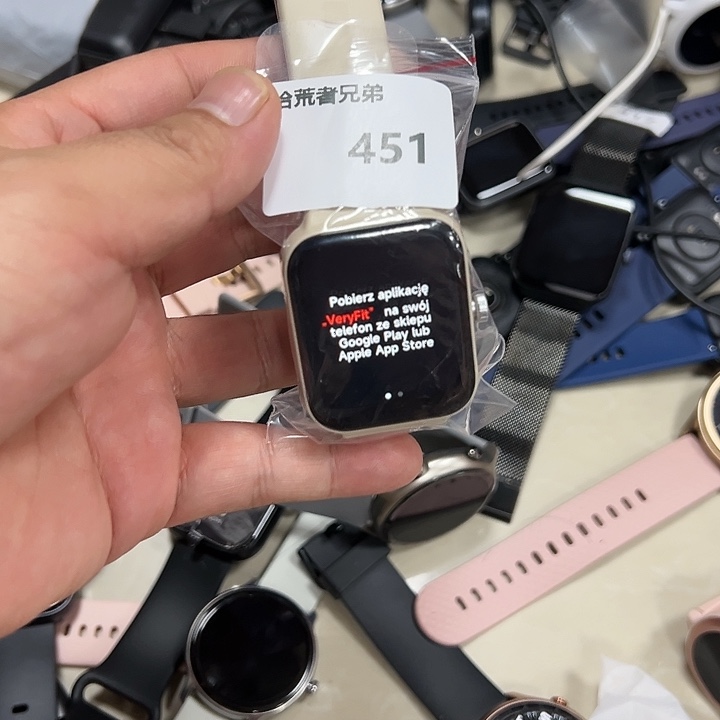 拾荒者兄弟
451
Pobierz aplikację
„VeryFit” na swój
telefon ze sklepu
Google Play lub
Apple App Store